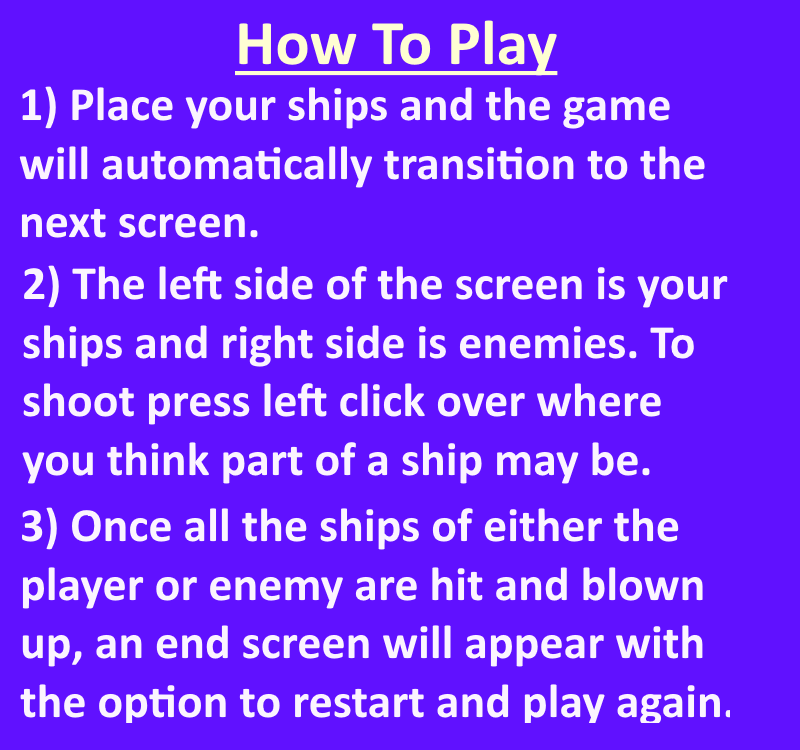 How To Play
1) Place your ships and the game
will automatically transition to the
next screen.
2) The left side of the screen is your
ships and right side is enemies. To
shoot press left click over where
you think part of a ship may be.
3) Once all the ships of either the
player or enemy are hit and blown
up, an end screen will appear with
the option to restart and play again.